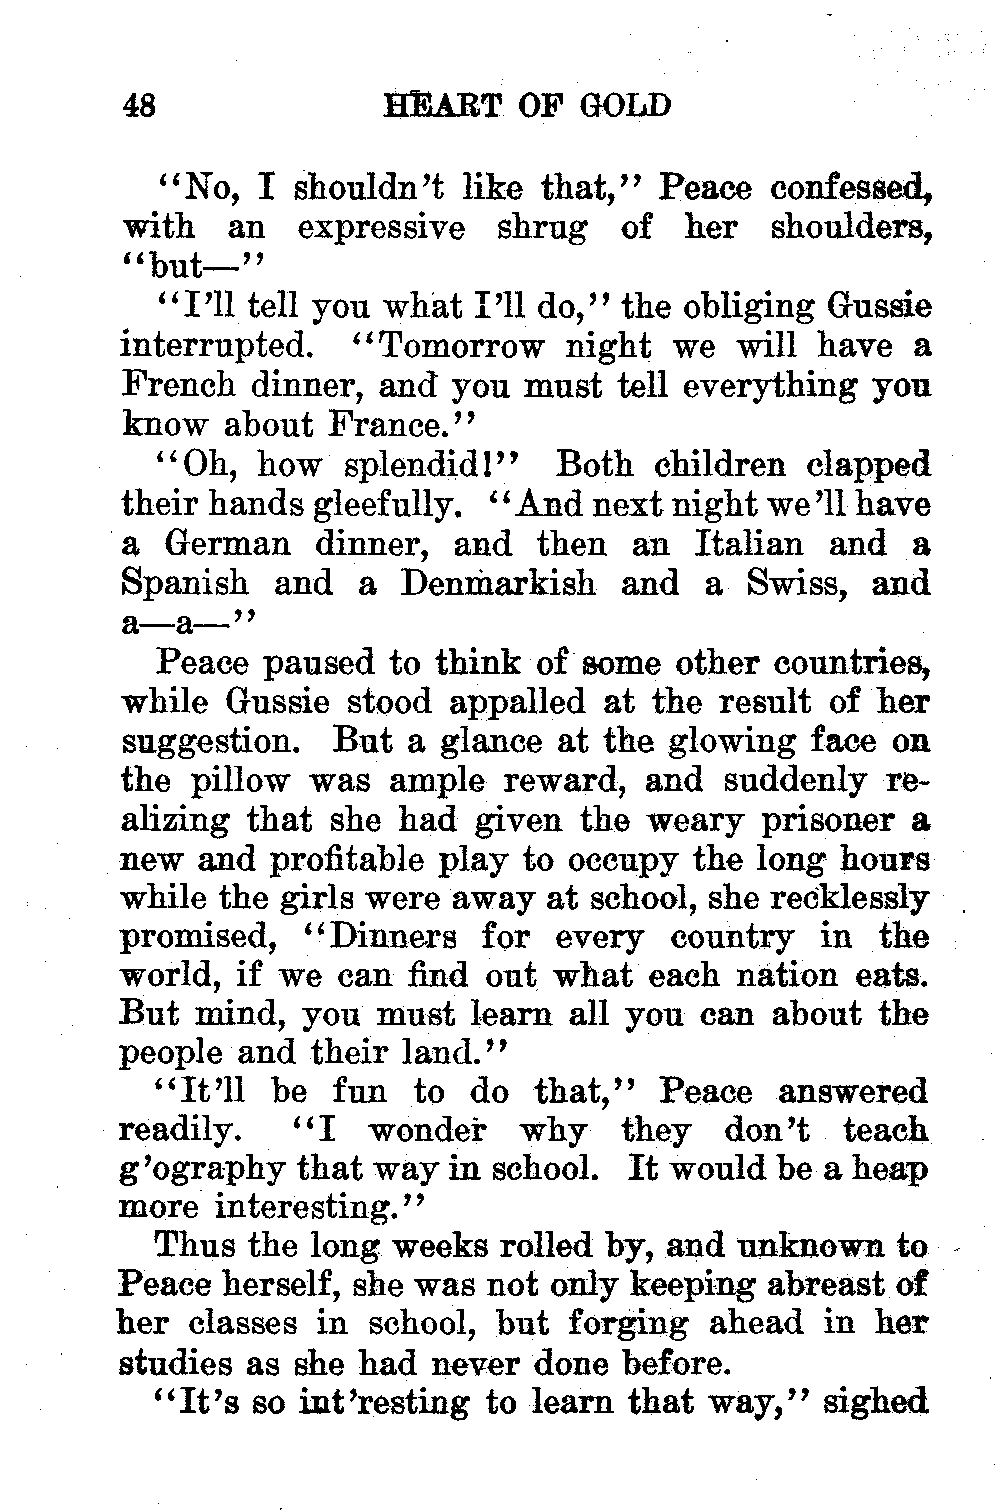 48 HEART OF GOLD
“No, I shouldn’t like that,” Peace confessed,
with an expressive shrug of her shoulders,
“but—”
“I’ll tell you what I’ll do,” the obliging Gussie
interrupted. “Tomorrow night we will have a
French dinner, and you must tell everything you
know about France.”
“Oh, how splendid!” Both children clapped
their hands gleefully. “And next night we’ll have
a German dinner, and then an Italian and a
Spanish and a Denmarkish and a Swiss, and
a—a—”
Peace paused to think of some other countries,
while Gussie stood appalled at the result of her
suggestion. But a glance at the glowing face on
the pillow was ample reward, and suddenly re-
alizing that she had given the weary prisoner a
new and profitable play to occupy the long hours
while the girls were away at school, she recklessly
promised, “Dinners for every country in the
world, if we can find out what each nation eats.
But mind, you must learn all you can about the
people and their land.”
“It’ll be fun to do that,” Peace answered
readily. “I wonder why they don’t teach
g’ography that way in school. It would be a heap
more interesting.”
Thus the long weeks rolled by, and unknown to
Peace herself, she was not only keeping abreast of
her classes in school, but forging ahead in her
studies as she had never done before.
“It’s so int’resting to learn that way,” sighed